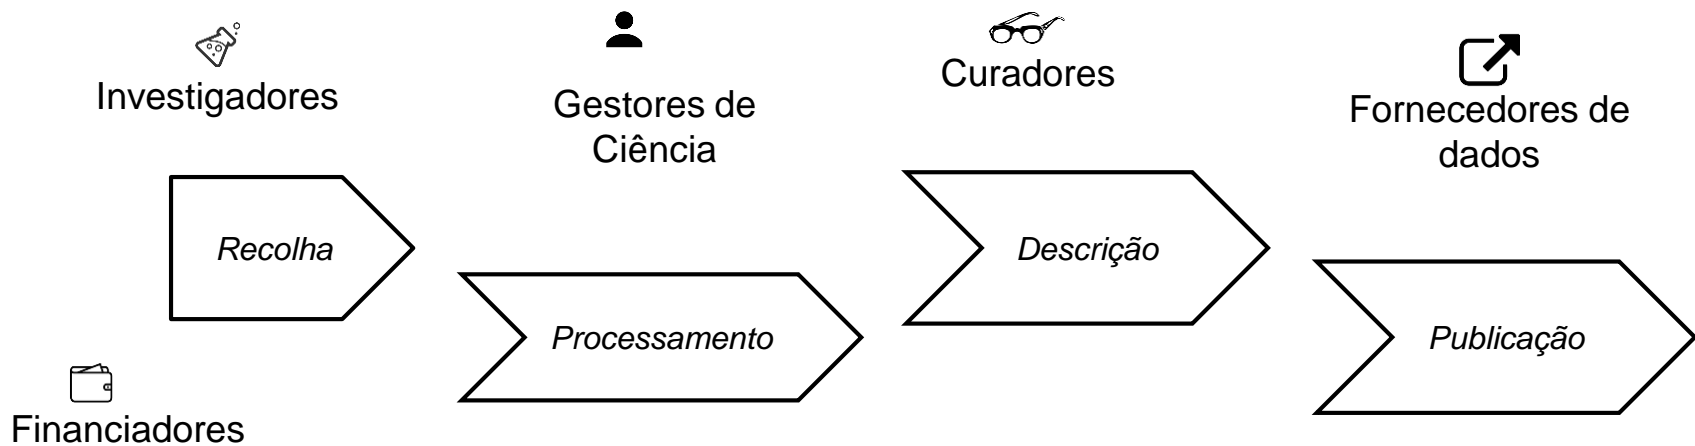 Investigadores
Gestores de
Ciência
Curadores
Fornecedores de
dados
Recolha
Processamento
Descrição
Publicação
Financiadores